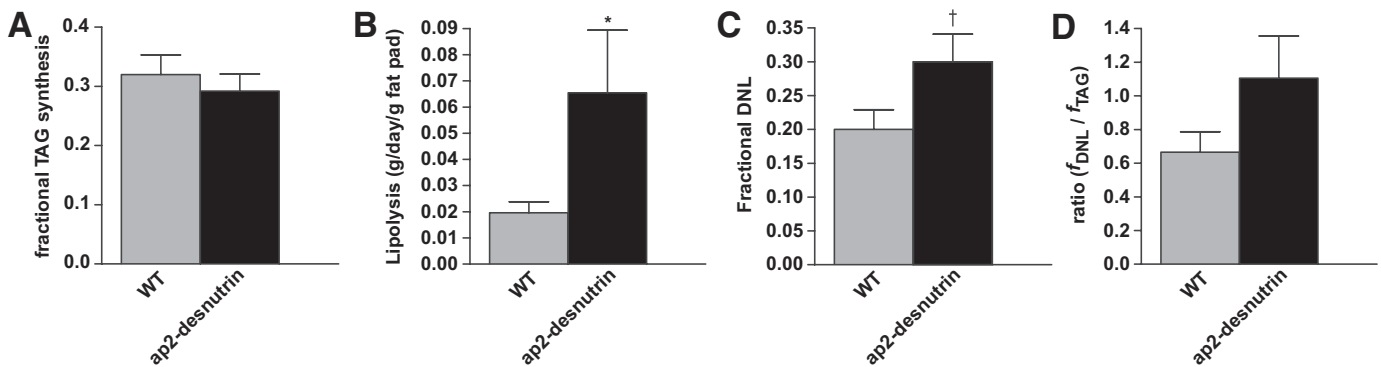 A
fractional TAG synthesis
0.4
0.3
0.2
0.1
0.0
WT
ap2-desnutrin
B
Lipolysis (g/day/g fat pad)
0.09
0.08
0.07
0.06
0.05
0.04
0.03
0.02
0.01
0.00
*
WT
ap2-desnutrin
C
Fractional DNL
0.35
0.30
0.25
0.20
0.15
0.10
0.05
0.00
†
WT
ap2-desnutrin
D
ratio (fDNL / fTAG)
1.4
1.2
1.0
0.8
0.6
0.4
0.2
0.0
WT
ap2-desnutrin